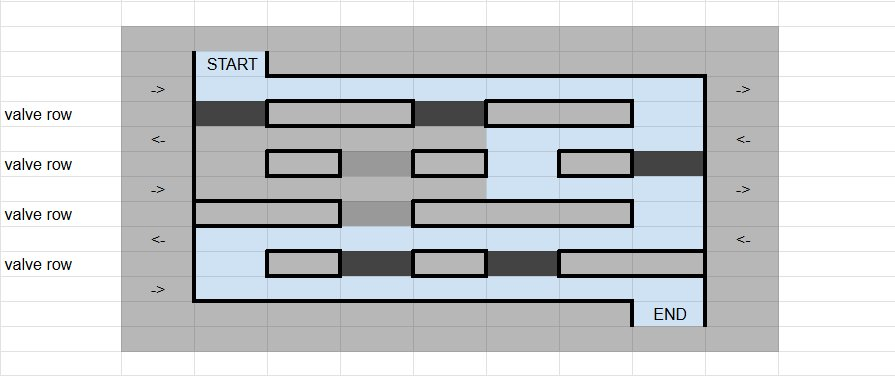 START
-> ->
valve row
<- <-
valve row
-> ->
valve row
<- <-
valve row
->
END